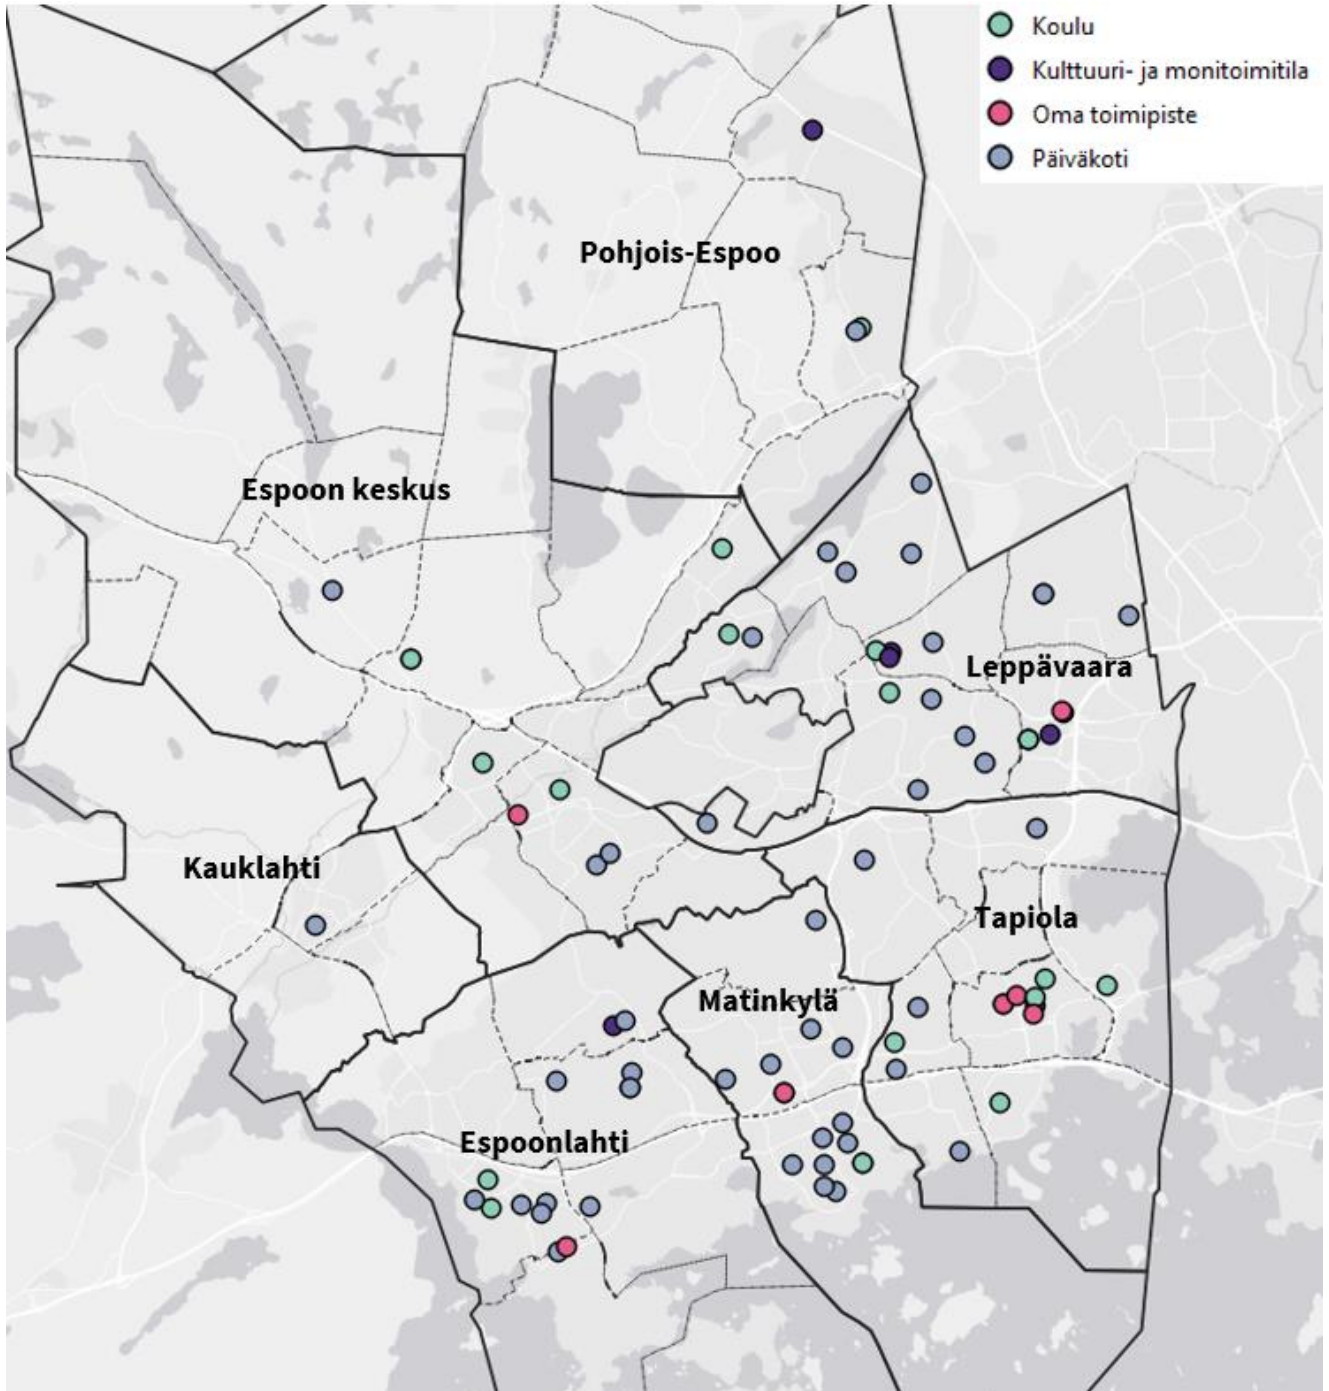 Koulu
Kulttuuri- ja monitoimitila
Oma toimipiste
Päiväkoti
Pohjois-Espoo
Espoon keskus
Leppävaara
Kauklahti
Tapiola
Matinkylä
Espoonlahti